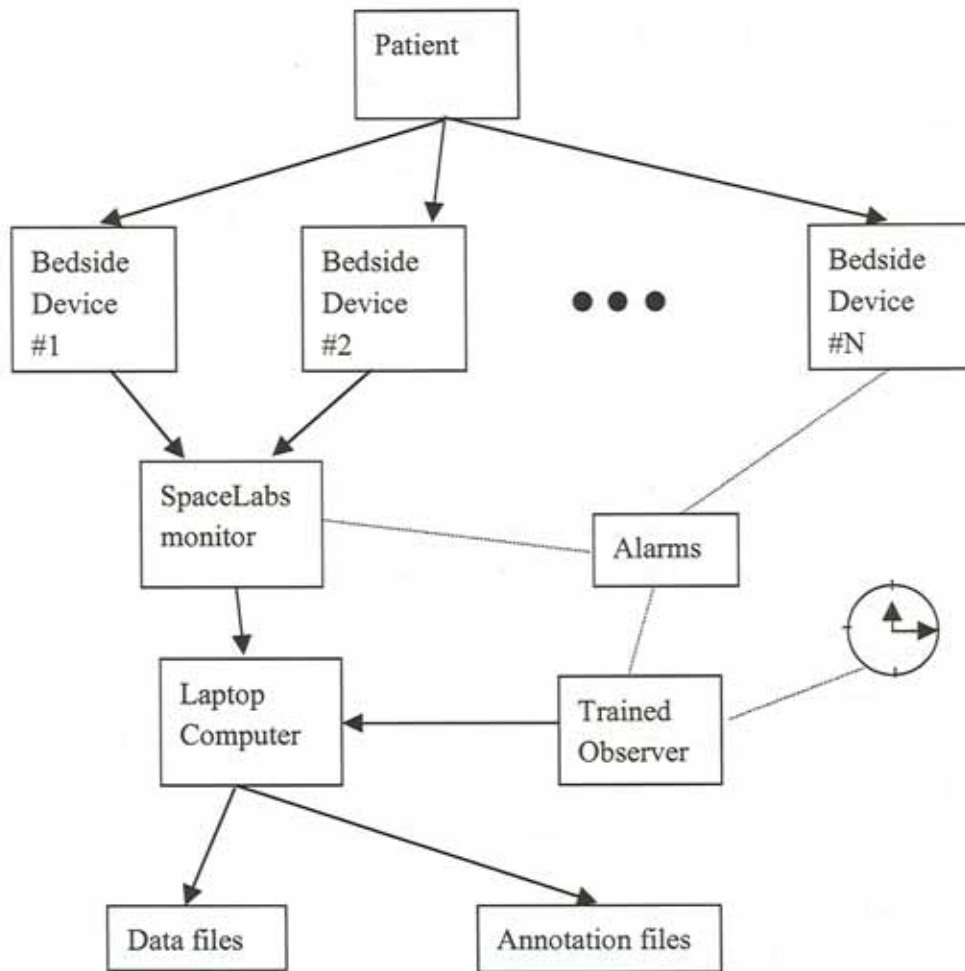 Patient
Bedside
Device
#1
Bedside
Device
#2
Bedside
Device
#N
SpaceLabs
monitor
Alarms
Laptop
Computer
Trained
Observer
Data files
Annotation files